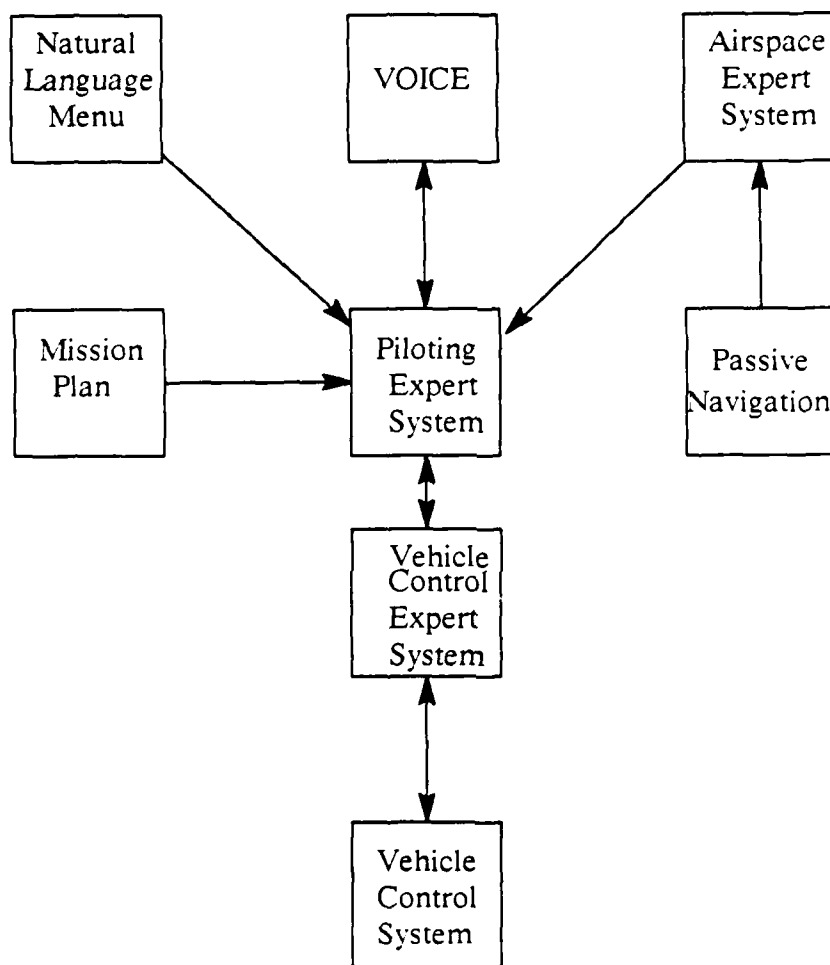 Natural
Language
Menu
VOICE
Airspace
Expert
System
Mission
Plan
Piloting
Expert
System
Passive
Navigation
Vehicle
Control
Expert
System
Vehicle
Control
System